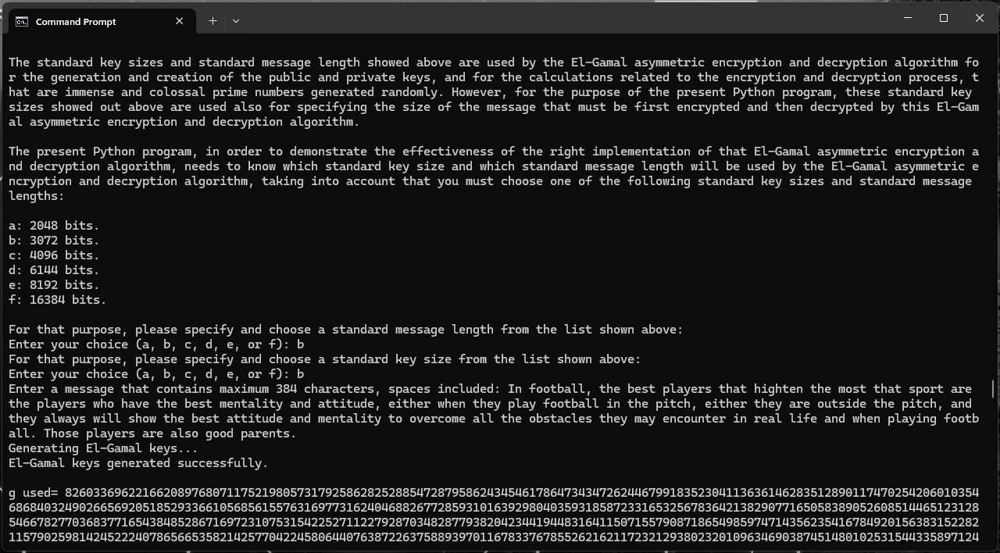 Command Prompt
The standard key sizes and standard message length showed above are used by the El-Gamal asymmetric encryption and decryption algorithm fo
r the generation and creation of the public and private keys, and for the calculations related to the encryption and decryption process, t
hat are immense and colossal prime numbers generated randomly. However, for the purpose of the present Python program, these standard key
sizes showed out above are used also for specifying the size of the message that must be first encrypted and then decrypted by this El-Gam
al asymmetric encryption and decryption algorithm.
The present Python program, in order to demonstrate the effectiveness of the right implementation of that El-Gamal asymmetric encryption a
nd decryption algorithm, needs to know which standard key size and which standard message length will be used by the El-Gamal asymmetric e
ncryption and decryption algorithm, taking into account that you must choose one of the following standard key sizes and standard message
lengths:
a: 2048 bits.
b: 3072 bits.
c: 4096 bits.
d: 6144 bits.
e: 8192 bits.
f: 16384 bits.
For that purpose, please specify and choose a standard message length from the list shown above:
Enter your choice (a, b, c, d, e, or f): b
For that purpose, please specify and choose a standard key size from the list shown above:
Enter your choice (a, b, c, d, e, or f): b
Enter a message that contains maximum 384 characters, spaces included: In football, the best players that highten the most that sport are
the players who have the best mentality and attitude, either when they play football in the pitch, either they are outside the pitch, and
they always will show the best attitude and mentality to overcome all the obstacles they may encounter in real life and when playing footb
all. Those players are also good parents.
Generating El-Gamal keys...
El-Gamal keys generated successfully.
g used= 8260336962216620897680711752198057317925862825288547287958624345461786473434726244679918352304113636146283512890117470254206010354
6868403249026656920518529336610568561557631697731624046882677285931016392980403593185872331653256783642138290771650583890526085144651231 28
5466782777036837716543848528671697231075315422527112279287034828779382042344194483164115071557908718654985974714356235416784920156383152282
1157902598142452224078656653582142577042245806440763872263758893970116783376785526216211723212938023201096346903874514801025315443358971 24